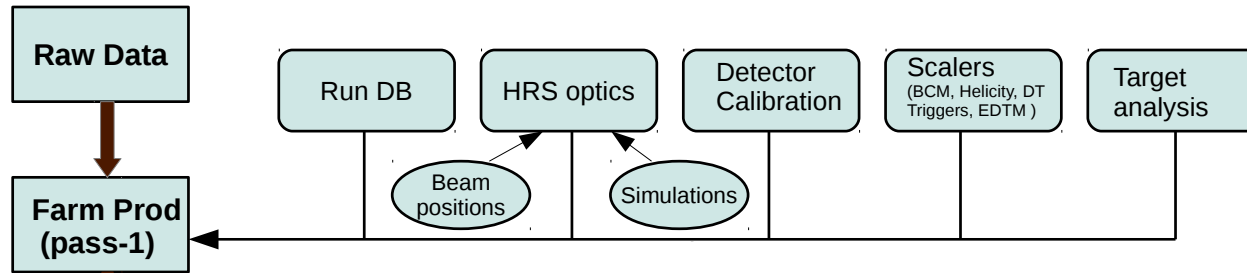 Raw Data
Run DB
HRS optics
Detector
Calibration
Scalers
(BCM, Helicity, DT
Triggers, EDTM )
Target
analysis
Beam
positions
Simulations
Farm Prod
(pass-1)